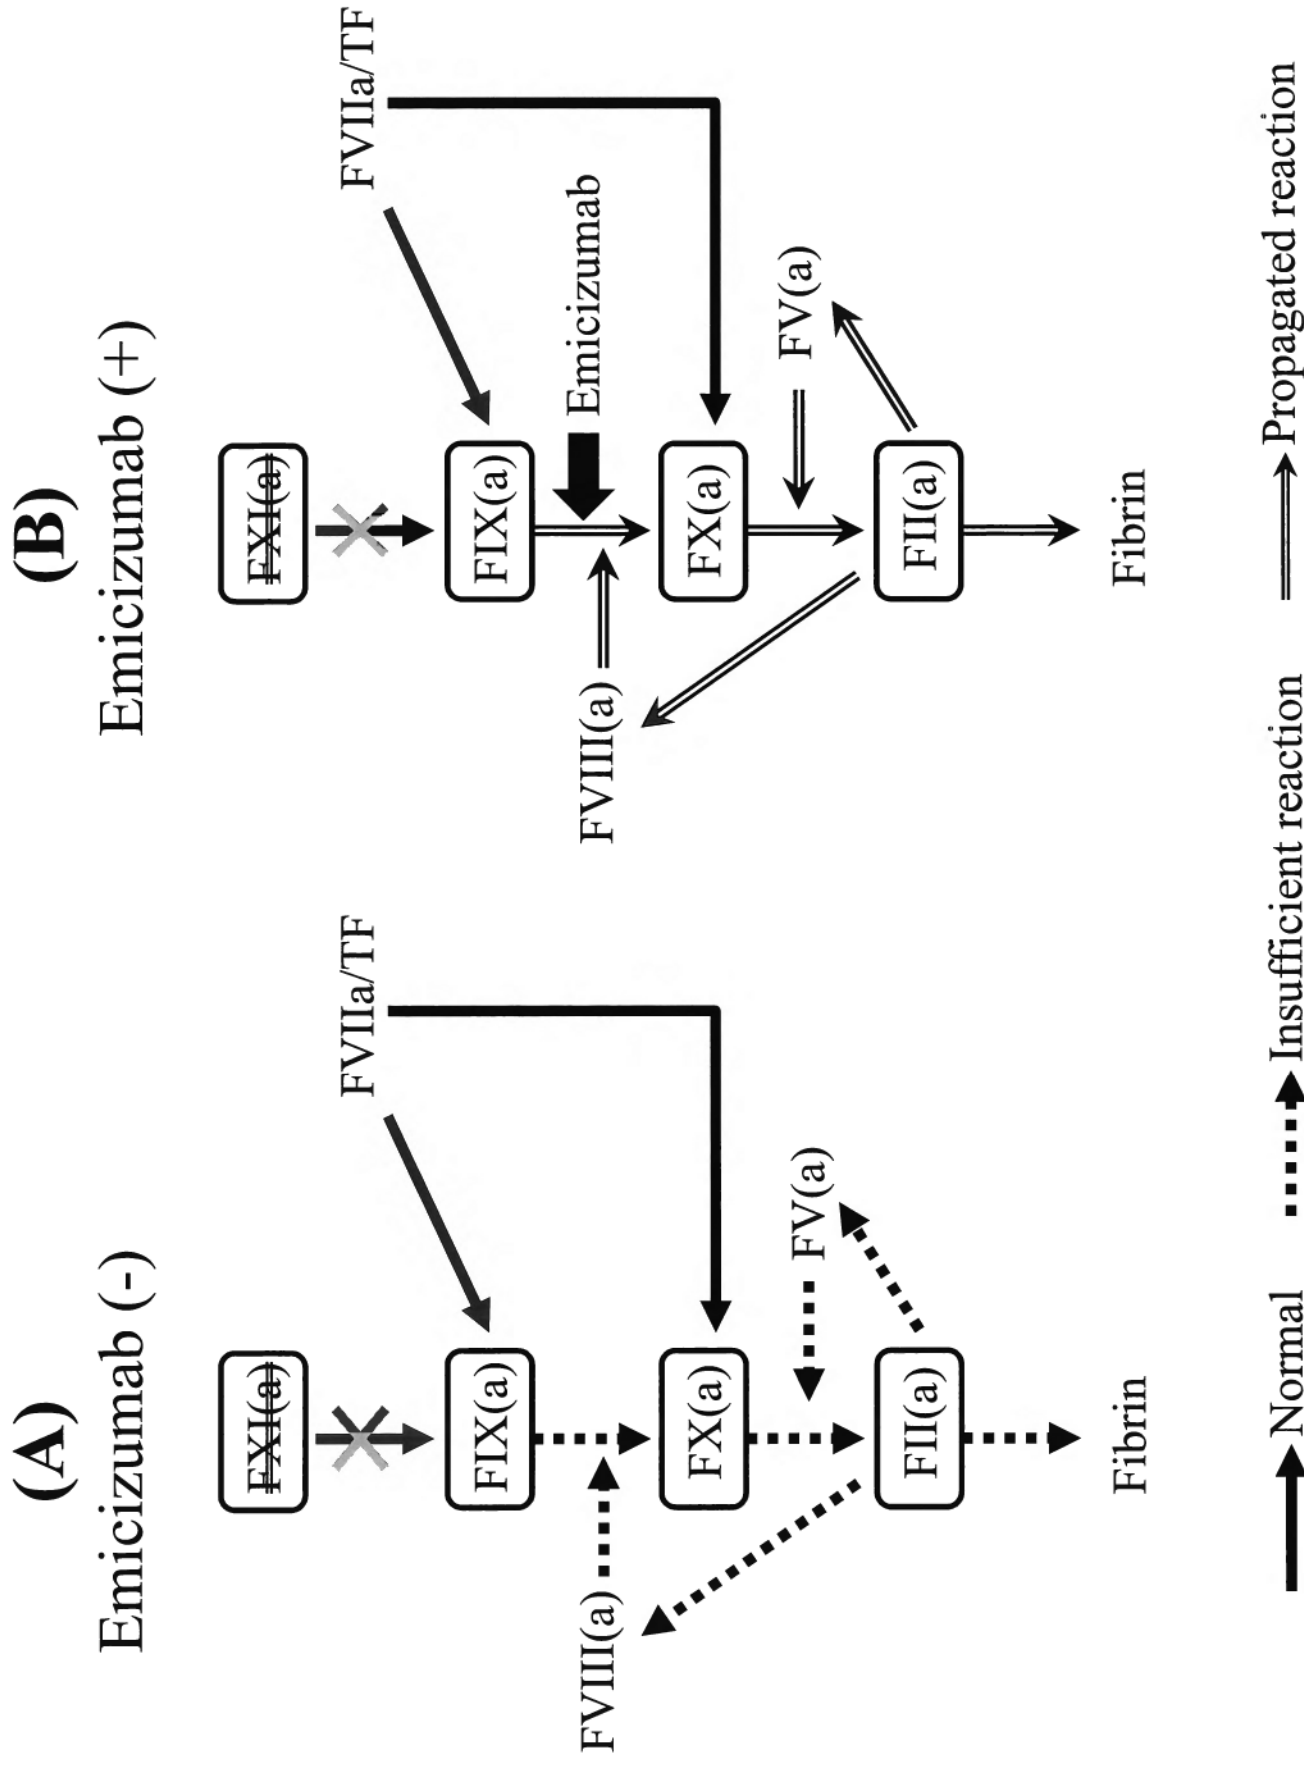 (A)
Emicizumab (-)
FXI(a)
FVIIa/TF
FIX(a)
FVIII(a)
FX(a)
FV(a)
FII(a)
Fibrin
(B)
Emicizumab (+)
FXI(a)
FVIIa/TF
FIX(a)
Emicizumab
FVIII(a)
FX(a)
FV(a)
FII(a)
Fibrin
Normal
Insufficient reaction
Propagated reaction